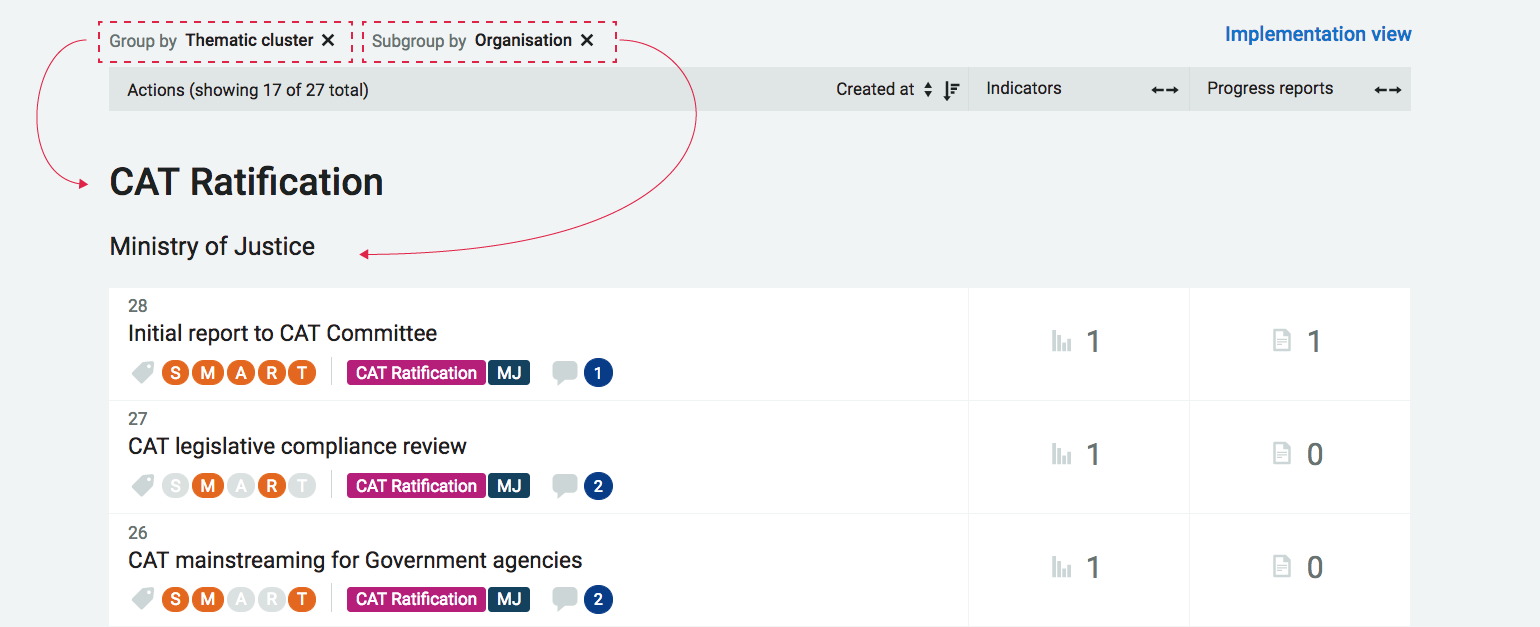 Group by Thematic cluster ✕ Subgroup by Organisation ✕ Implementation view
Actions (showing 17 of 27 total) Created at Indicators Progress reports
CAT Ratification
Ministry of Justice
28
Initial report to CAT Committee
1 1
S M A R T CAT Ratification MJ 1
27
CAT legislative compliance review
1 0
S M A R T CAT Ratification MJ 2
26
CAT mainstreaming for Government agencies
1 0
S M A R T CAT Ratification MJ 2